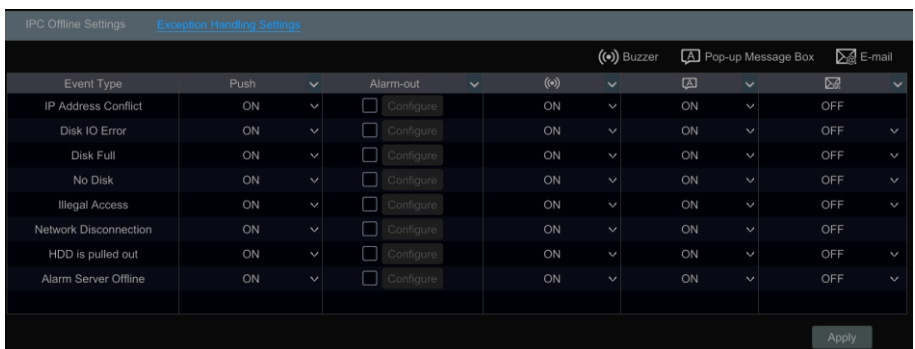 IPC Offline Settings Exception Handling Settings
Buzzer Pop-up Message Box E-mail
Event Type Push Alarm-out
IP Address Conflict ON Configure ON ON OFF
Disk IO Error ON Configure ON ON OFF
Disk Full ON Configure ON ON OFF
No Disk ON Configure ON ON OFF
Illegal Access ON Configure ON ON OFF
Network Disconnection ON Configure ON ON OFF
HDD is pulled out ON Configure ON ON OFF
Alarm Server Offline ON Configure ON ON OFF
Apply